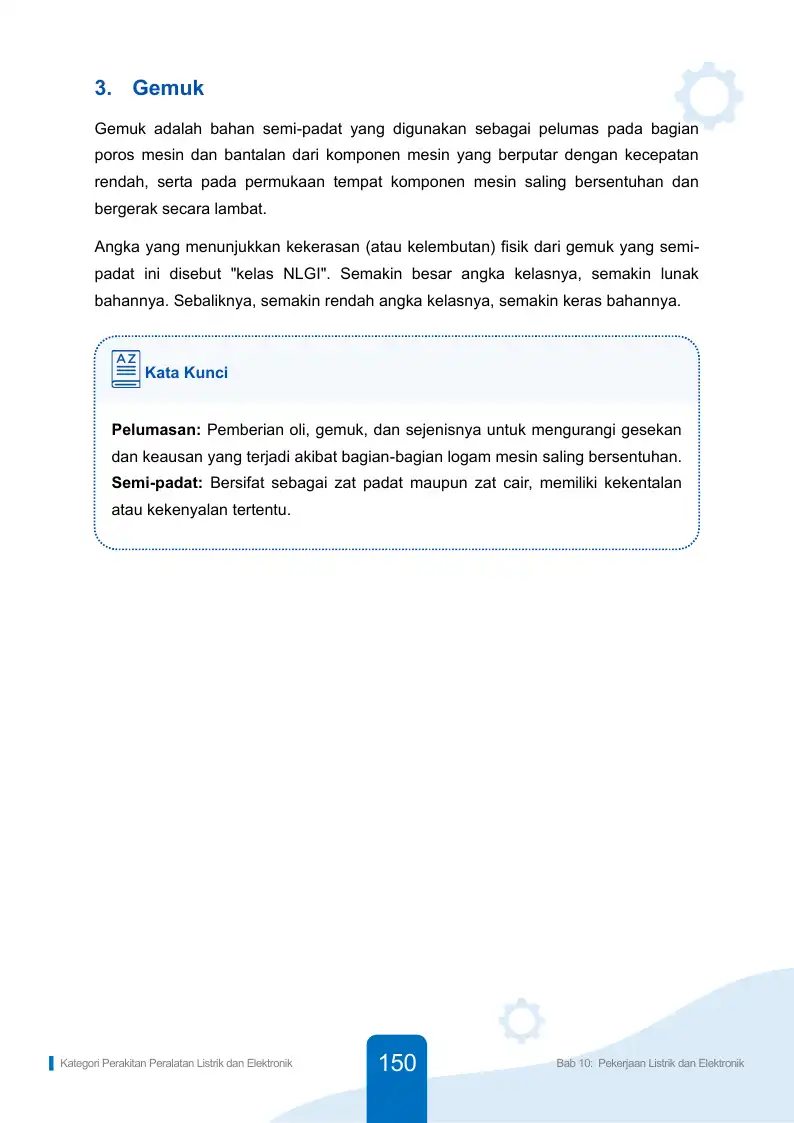 3. Gemuk
Gemuk adalah bahan semi-padat yang digunakan sebagai pelumas pada bagian
poros mesin dan bantalan dari komponen mesin yang berputar dengan kecepatan
rendah, serta pada permukaan tempat komponen mesin saling bersentuhan dan
bergerak secara lambat.
Angka yang menunjukkan kekerasan (atau kelembutan) fisik dari gemuk yang semi-
padat ini disebut "kelas NLGI". Semakin besar angka kelasnya, semakin lunak
bahannya. Sebaliknya, semakin rendah angka kelasnya, semakin keras bahannya.
AZ
Kata Kunci
Pelumasan: Pemberian oli, gemuk, dan sejenisnya untuk mengurangi gesekan
dan keausan yang terjadi akibat bagian-bagian logam mesin saling bersentuhan.
Semi-padat: Bersifat sebagai zat padat maupun zat cair, memiliki kekentalan
atau kekenyalan tertentu.
Kategori Perakitan Peralatan Listrik dan Elektronik
150
Bab 10: Pekerjaan Listrik dan Elektronik